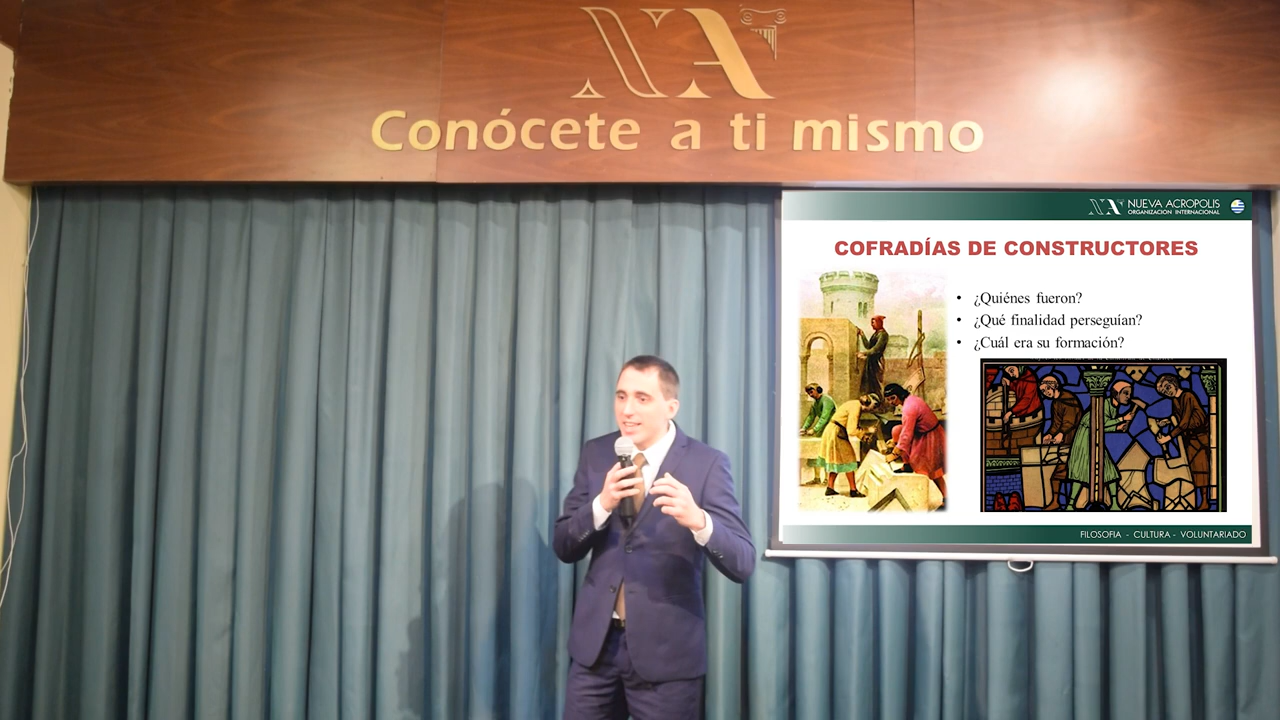 NA
Conócete a ti mismo
NUEVA ACROPOLIS
ORGANIZACION INTERNACIONAL
COFRADÍAS DE CONSTRUCTORES
• ¿Quiénes fueron?
• ¿Qué finalidad perseguían?
• ¿Cuál era su formación?
FILOSOFIA - CULTURA - VOLUNTARIADO